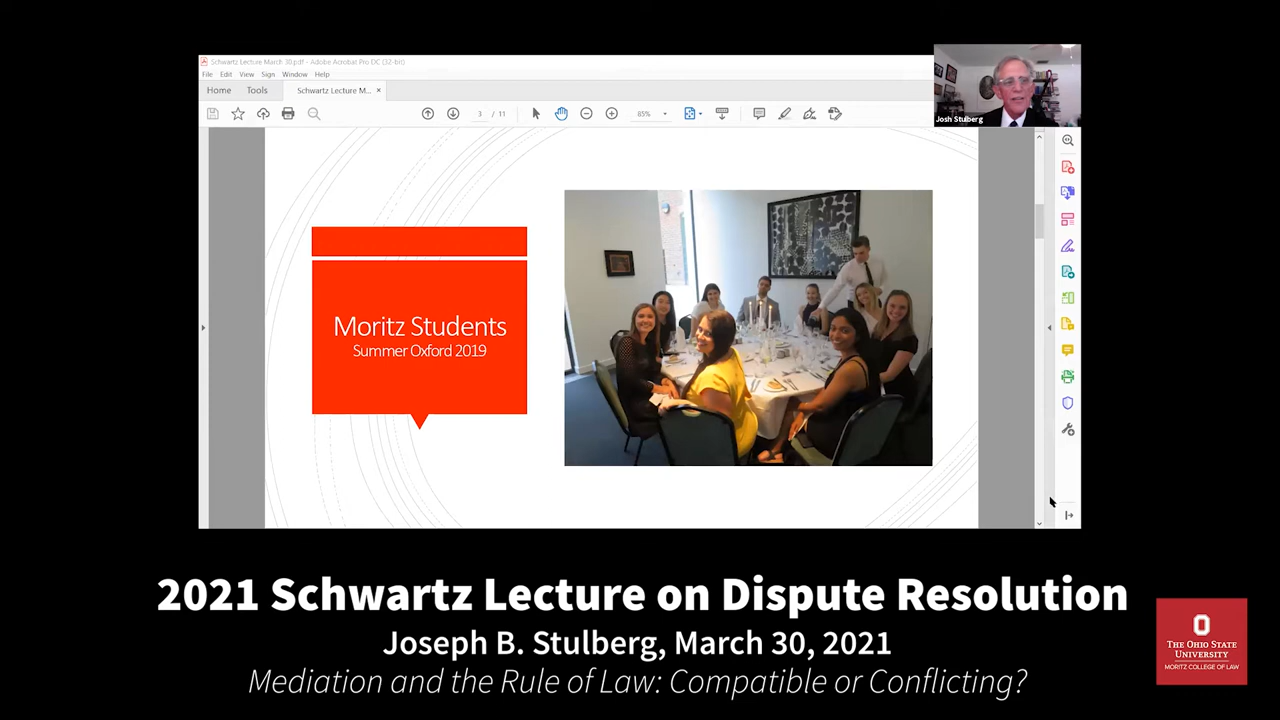 Schwartz Lecture March 30.pdf - Adobe Acrobat Pro DC (32-bit)
File Edit View Sign Window Help
Home Tools Schwartz Lecture M... ×
3 / 11 85%
Josh Stulberg
Moritz Students
Summer Oxford 2019
2021 Schwartz Lecture on Dispute Resolution
Joseph B. Stulberg, March 30, 2021
Mediation and the Rule of Law: Compatible or Conflicting?
THE OHIO STATE
UNIVERSITY
MORITZ COLLEGE OF LAW